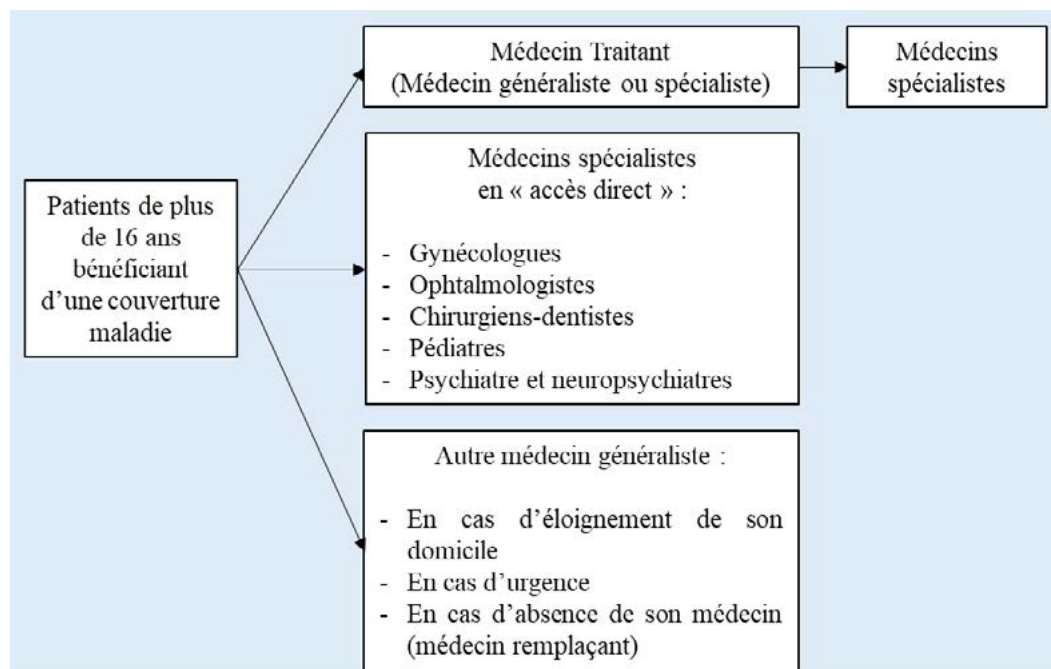 Médecin Traitant
(Médecin généraliste ou spécialiste)
Médecins
spécialistes
Patients de plus
de 16 ans
bénéficiant
d’une couverture
maladie
Médecins spécialistes
en « accès direct » :
- Gynécologues
- Ophtalmologistes
- Chirurgiens-dentistes
- Pédiatres
- Psychiatre et neuropsychiatres
Autre médecin généraliste :
- En cas d’éloignement de son
domicile
- En cas d’urgence
- En cas d’absence de son médecin
(médecin remplaçant)